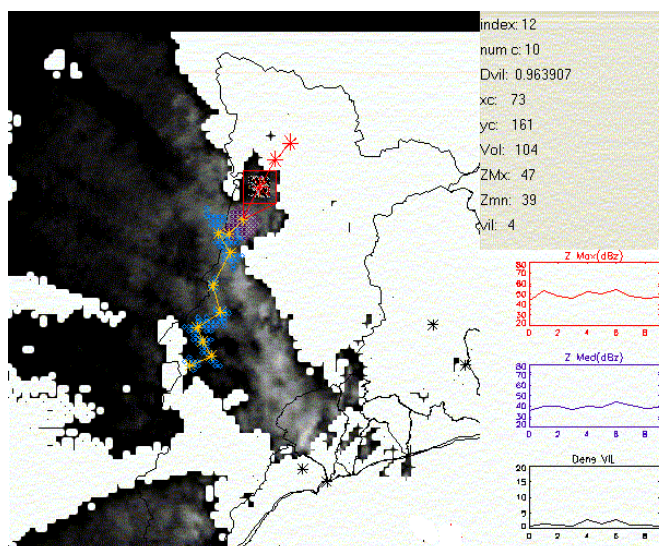 index: 12
num c: 10
Dvil: 0.963907
xc: 73
yc: 161
Vol: 104
ZMx: 47
Zmn: 39
vil: 4
Z Max(dBz)
80
70
60
50
40
30
20
0 2 4 6 8
Z Med(dBz)
80
70
60
50
40
30
20
0 2 4 6 8
Dens VIL
20
15
10
5
0
0 2 4 6 8